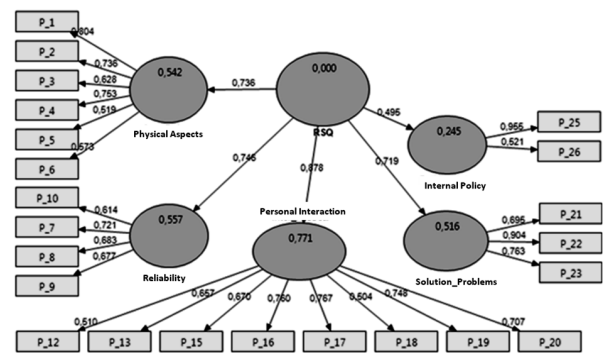 P_1
0,804
P_2
0,736
P_3
0,628
P_4
0,753
P_5
0,519
P_6
0,573
0,542
Physical Aspects
0,736
0,000
RSQ
0,495
0,245
Internal Policy
0,955
P_25
0,521
P_26
0,746
0,878
0,719
P_10
0,614
P_7
0,721
P_8
0,683
P_9
0,677
0,557
Reliability
Personal Interaction
0,771
0,516
Solution_Problems
0,695
P_21
0,904
P_22
0,763
P_23
0,510
0,657
0,670
0,760
0,767
0,504
0,748
0,707
P_12
P_13
P_15
P_16
P_17
P_18
P_19
P_20